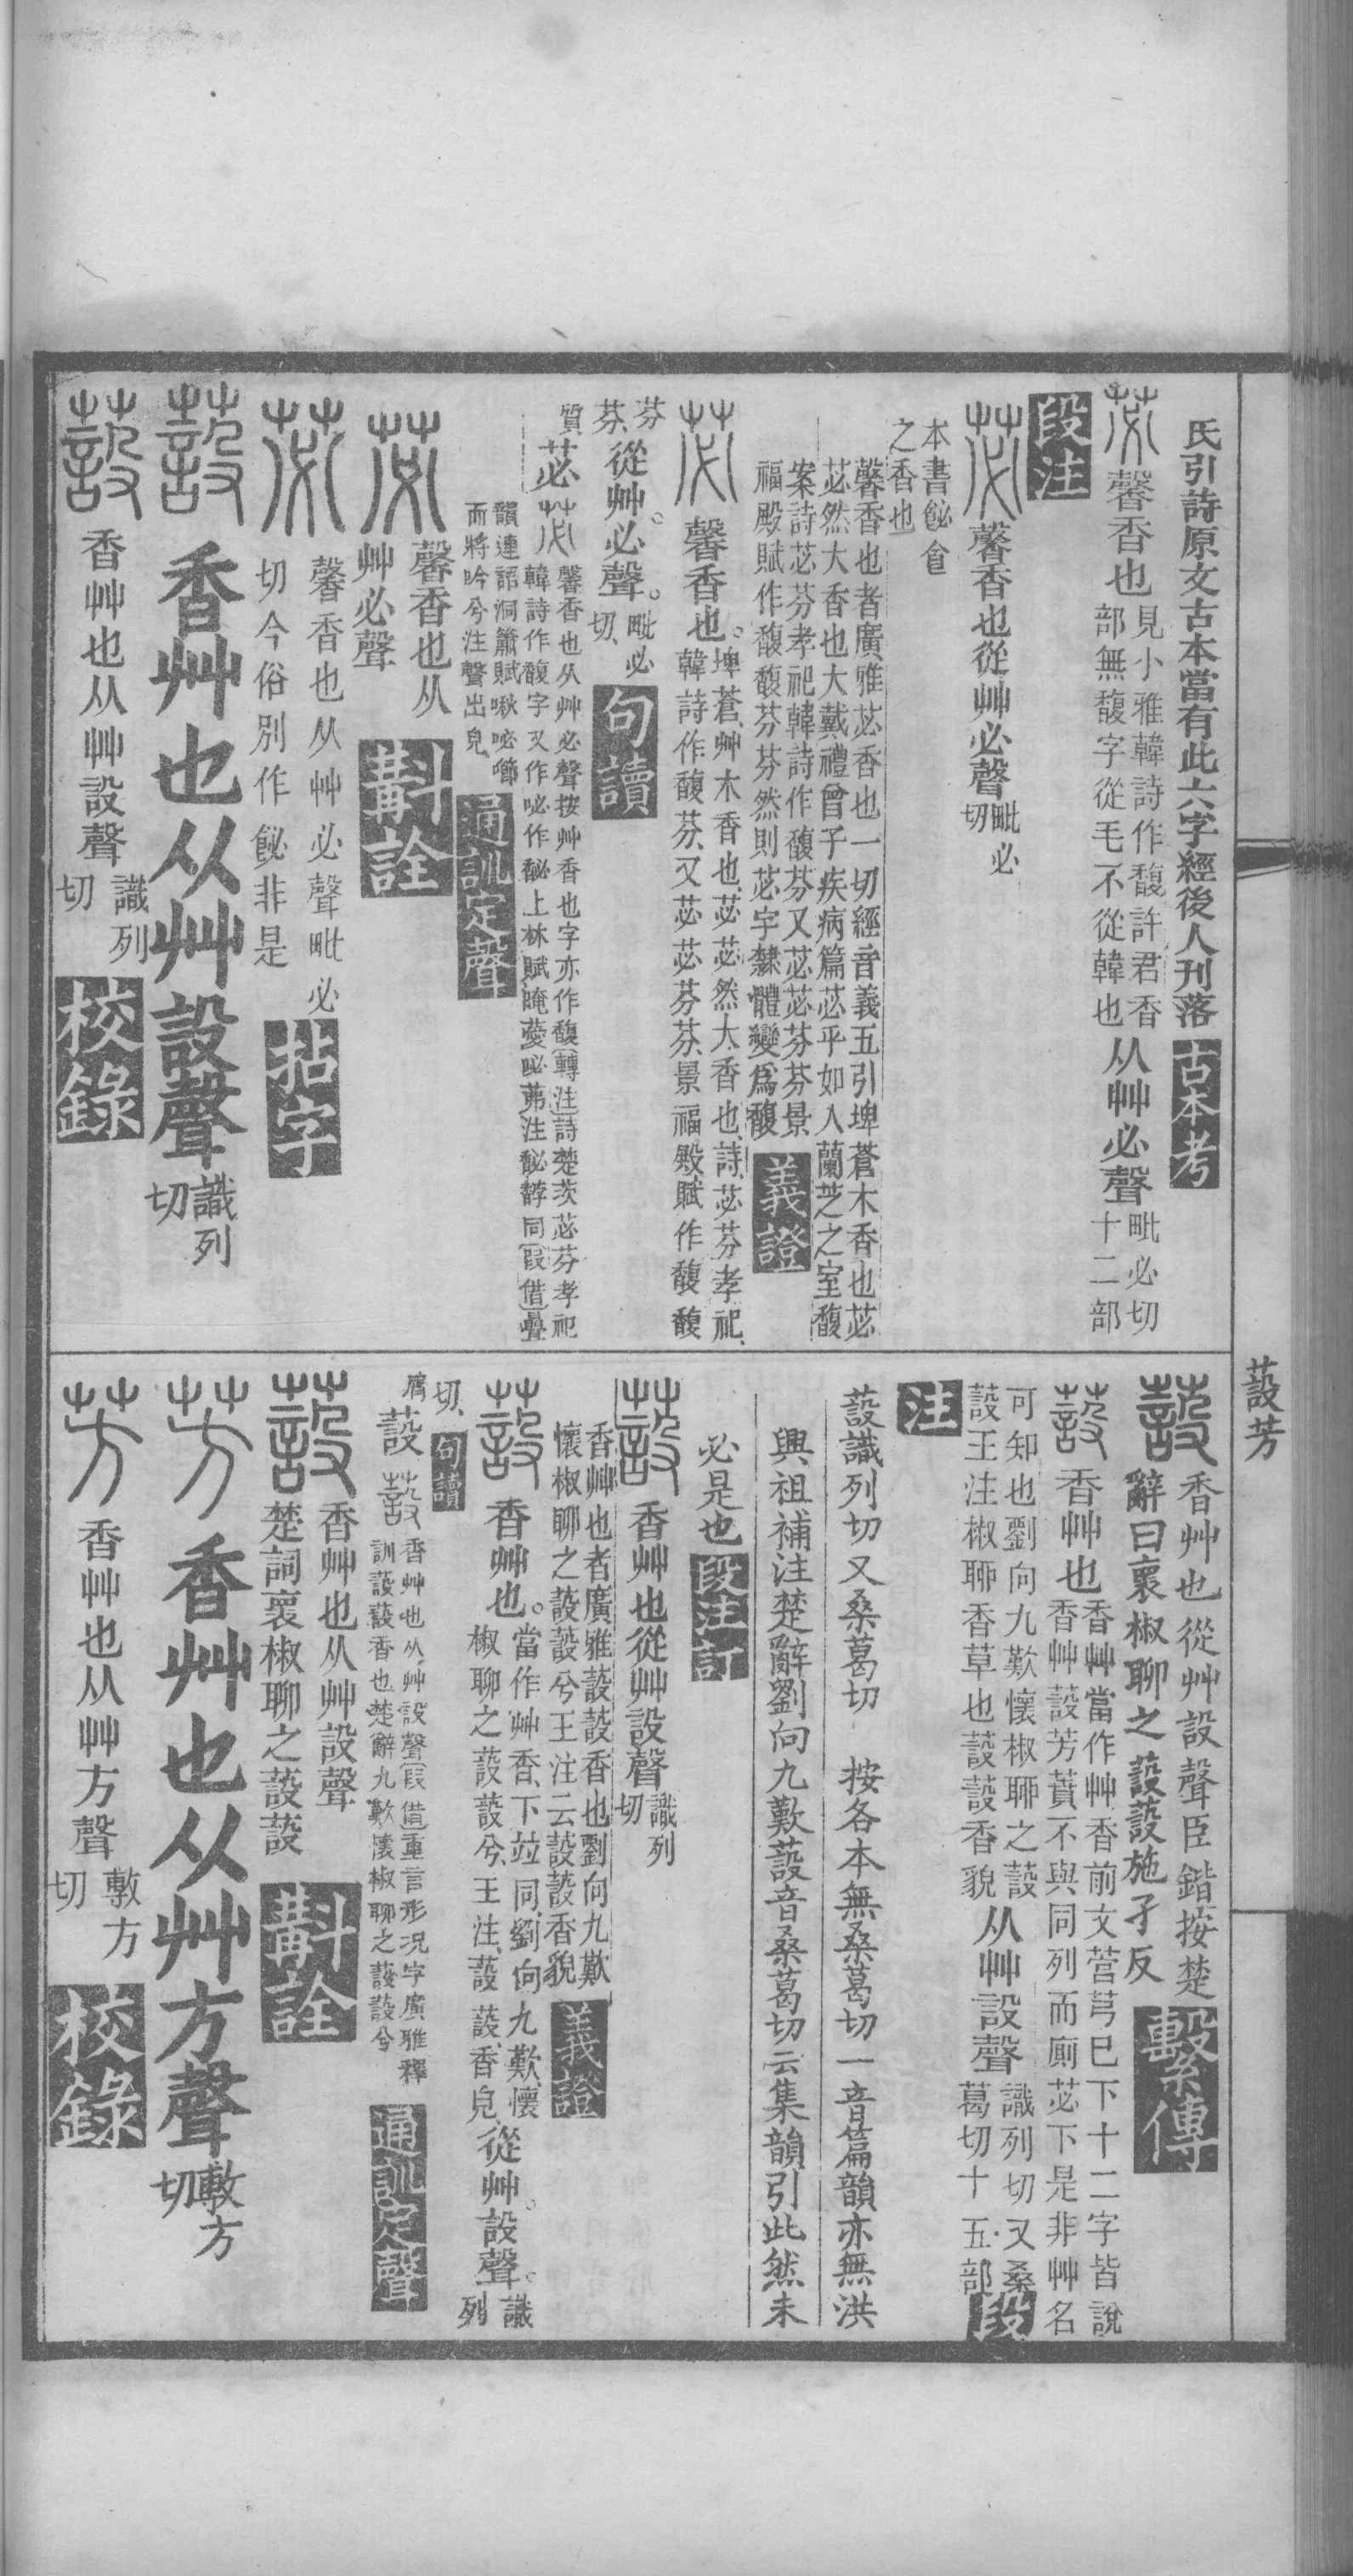 氏引詩原文古本當有此六字經後人刊落
古本考
苾
馨香也
見小雅韓詩作馥許君香
部無馥字從毛不從韓也
从艸必聲
毗必切
十二部
段注
苾
馨香也從艸必聲
毗必
切
本書飶食
之香也
馨香也者廣雅苾香也一切經音義五引埤蒼木香也苾
苾然大香也大戴禮曾子疾病篇苾乎如入蘭芝之室馥
案詩苾芬孝祀韓詩作馥芬又苾苾芬芬景
福殿賦作馥馥芬芬然則苾字隸體變爲馥
義證
苾
馨香也。
埤蒼、艸木香也、苾苾然大香也、詩、苾芬孝祀、
韓詩作馥芬、又苾苾芬芬、景福殿賦作馥馥
芬
芬、
從艸。必聲。
毗必
切、
句讀
質
苾
苾
馨香也从艸必聲按艸香也字亦作馥轉注詩楚茨苾芬孝祀
韓詩作馥字又作咇作馝上林賦晻薆咇茀注馝馞同叚借疊
韻連語洞簫賦啾咇㘉
而將吟兮注聲出皃、
通訓定聲
苾
馨香也从
艸必聲
斠詮
苾
馨香也从艸必聲毗必
切今俗別作飶非是
拈字
蔎
香艸也从艸設聲
識列
切
蔎
香艸也从艸設聲
識列
切
校錄
蔎芳
蔎
香艸也從艸設聲臣鍇按楚
辭曰裛椒聊之蔎蔎施孑反
繫傳
蔎
香艸也
香艸當作艸香前文營芎巳下十二字皆說
香艸蔎芳蕡不與同列而廁苾下是非艸名
可知也劉向九歎懷椒聊之蔎
蔎王注椒聊香草也蔎蔎香貌
从艸設聲
識列切又桑
葛切十五部
段
注
蔎識列切又桑葛切　按各本無桑葛切一音篇韻亦無洪
興祖補注楚辭劉向九歎蔎音桑葛切云集韻引此然未
必是也
段注訂
蔎
香艸也從艸設聲
識列
切
香艸也者廣雅蔎蔎香也劉向九歎
懷椒聊之蔎蔎兮王注云蔎蔎香貌
義證
蔎
香艸也。
當作艸香、下竝同、劉向九歎、懷
椒聊之蔎蔎兮、王注、蔎蔎、香皃、
從艸。設聲。
識
列
切、
句讀
蔎
蔎
香艸也从艸設聲叚借重言形況字廣雅釋
訓蔎蔎香也楚辭九歎懷椒聊之蔎蔎兮
通訓定聲
蔎
香艸也从艸設聲
楚詞裛椒聊之蔎蔎
斠詮
芳
香艸也从艸方聲
敷方
切
芳
香艸也从艸方聲
敷方
切
校錄